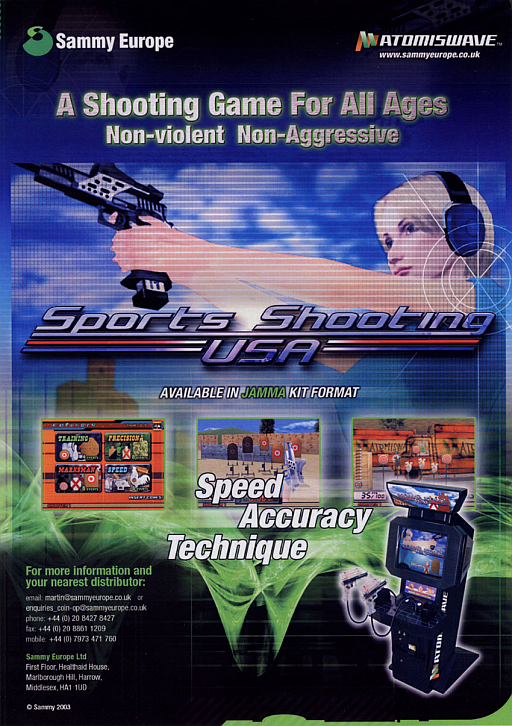 Sammy Europe
ATOMISWAVE™
www.sammyeurope.co.uk
A Shooting Game For All Ages
Non-violent Non-Aggressive
Sports Shooting
USA
AVAILABLE IN JAMMA KIT FORMAT
TRAINING
PRECISION
MARKSMAN
SPEED
INSERT COINS
Speed
Accuracy
Technique
For more information and
your nearest distributor:
email: martin@sammyeurope.co.uk or
enquiries_coin-op@sammyeurope.co.uk
phone: +44 (0) 20 8427 8427
fax: +44 (0) 20 8861 1209
mobile: +44 (0) 7973 471 760
Sammy Europe Ltd
First Floor, Healthaid House,
Marlborough Hill, Harrow,
Middlesex, HA1 1UD
© Sammy 2003